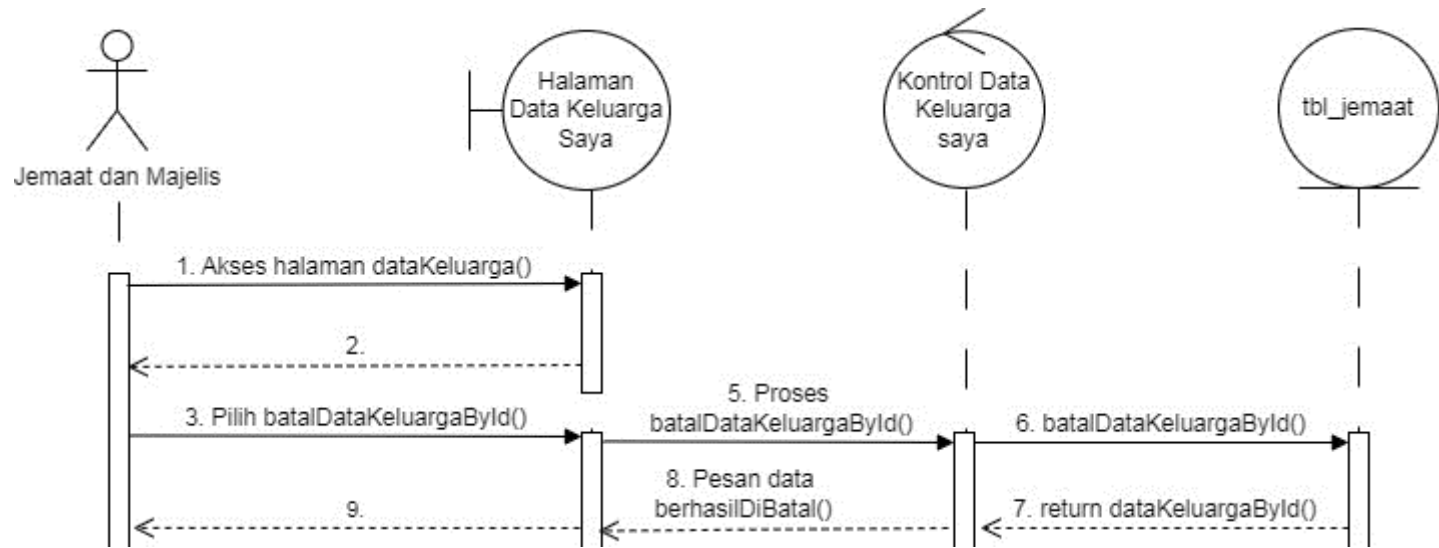 Halaman
Data Keluarga
Saya
Kontrol Data
Keluarga
saya
tbl_jemaat
Jemaat dan Majelis
1. Akses halaman dataKeluarga()
2.
3. Pilih batalDataKeluargaById()
5. Proses
batalDataKeluargaById()
6. batalDataKeluargaById()
8. Pesan data
berhasilDiBatal()
7. return dataKeluargaById()
9.